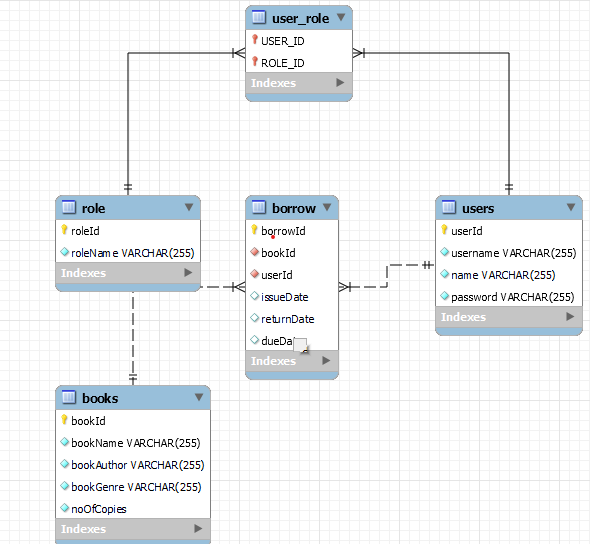 user_role
USER_ID
ROLE_ID
Indexes
role
roleId
roleName VARCHAR(255)
Indexes
borrow
borrowId
bookId
userId
issueDate
returnDate
Indexes
users
userId
username VARCHAR(255)
name VARCHAR(255)
password VARCHAR(255)
Indexes
books
bookId
bookName VARCHAR(255)
bookAuthor VARCHAR(255)
bookGenre VARCHAR(255)
noOfCopies
Indexes